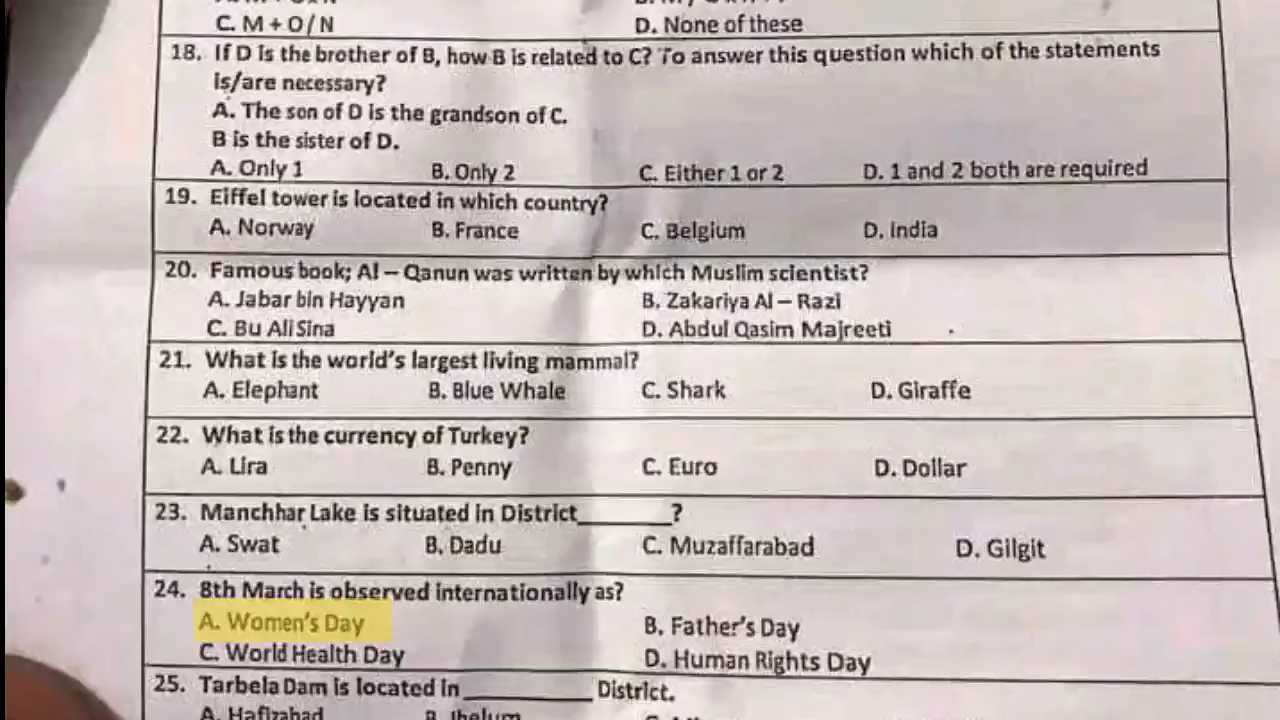 C. M + O / N D. None of these
18. If D is the brother of B, how B is related to C? To answer this question which of the statements
is/are necessary?
A. The son of D is the grandson of C.
B is the sister of D.
A. Only 1 B. Only 2 C. Either 1 or 2 D. 1 and 2 both are required
19. Eiffel tower is located in which country?
A. Norway B. France C. Belgium D. India
20. Famous book; Al – Qanun was written by which Muslim scientist?
A. Jabar bin Hayyan B. Zakariya Al – Razi
C. Bu Ali Sina D. Abdul Qasim Majreeti
21. What is the world's largest living mammal?
A. Elephant B. Blue Whale C. Shark D. Giraffe
22. What is the currency of Turkey?
A. Lira B. Penny C. Euro D. Dollar
23. Manchhar Lake is situated in District_______?
A. Swat B. Dadu C. Muzaffarabad D. Gilgit
24. 8th March is observed internationally as?
A. Women's Day B. Father's Day
C. World Health Day D. Human Rights Day
25. Tarbela Dam is located in _________ District.
A. Hafizabad B. Jhelum